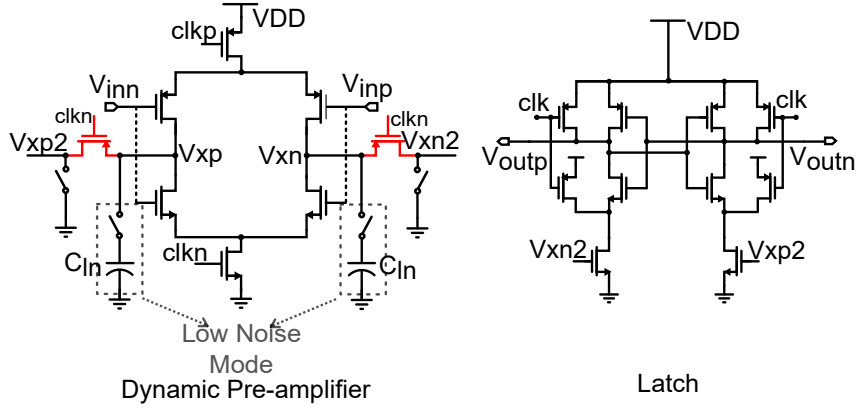 VDD
clkp
VDD
Vinn
Vinp
clk
clk
clkn
clkn
Vxp2
Vxp
Vxn
Vxn2
Voutp
Voutn
clkn
Vxn2
Vxp2
Cln
Cln
Low Noise
Mode
Dynamic Pre-amplifier
Latch